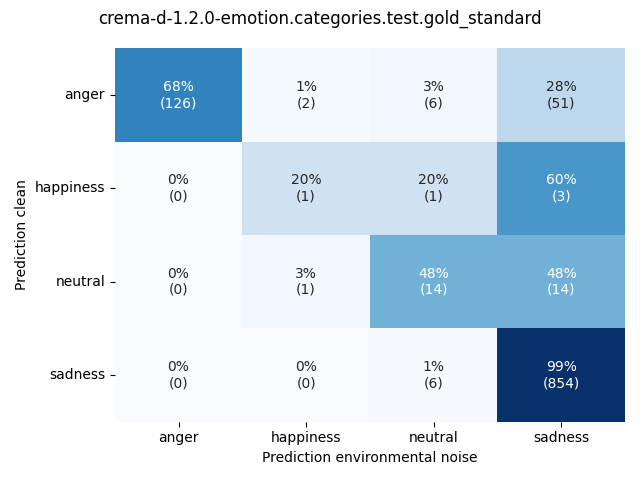 crema-d-1.2.0-emotion.categories.test.gold_standard
Prediction clean
anger
68%
(126)
1%
(2)
3%
(6)
28%
(51)
happiness
0%
(0)
20%
(1)
20%
(1)
60%
(3)
neutral
0%
(0)
3%
(1)
48%
(14)
48%
(14)
sadness
0%
(0)
0%
(0)
1%
(6)
99%
(854)
anger
happiness
neutral
sadness
Prediction environmental noise